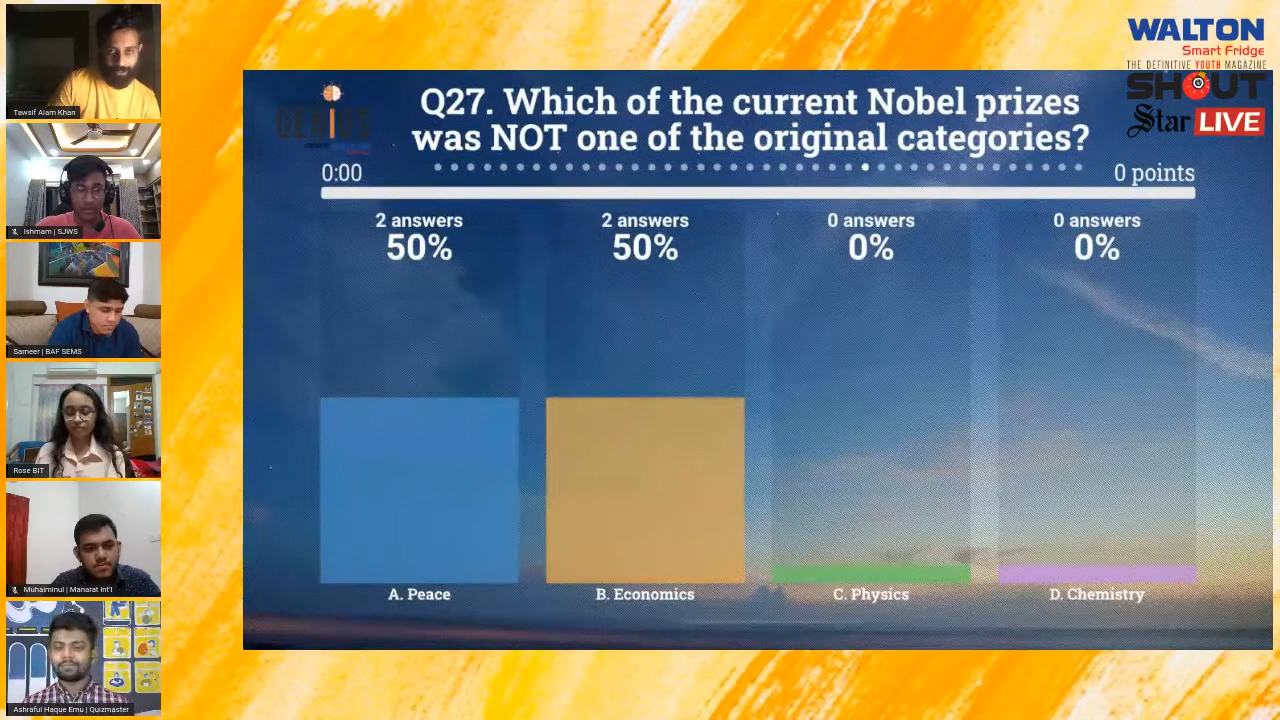 Tawsif Alam Khan
Ishmam | SJWS
Sameer | BAF SEMS
Rose BIT
Muhaiminul | Manarat Int'l
Ashraful Haque Emu | Quizmaster
WALTON
Smart Fridge
THE DEFINITIVE YOUTH MAGAZINE
SHOUT
Star LIVE
GENIUS
Q27. Which of the current Nobel prizes
was NOT one of the original categories?
0:00
0 points
2 answers
50%
2 answers
50%
0 answers
0%
0 answers
0%
A. Peace
B. Economics
C. Physics
D. Chemistry